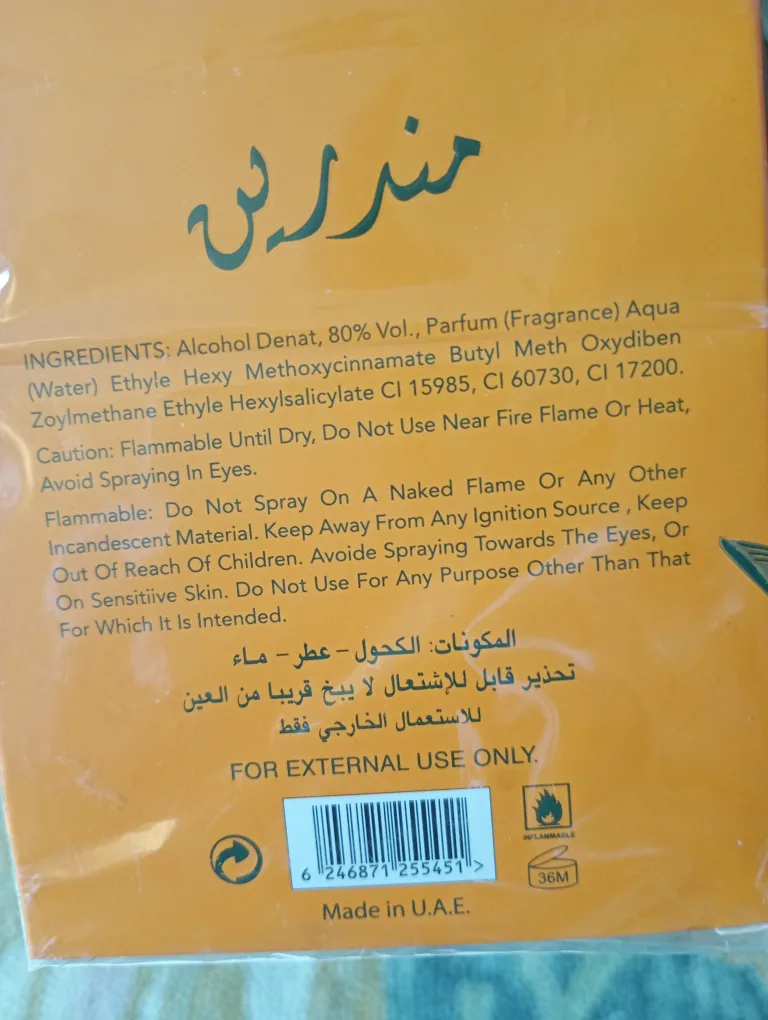 مندرين
INGREDIENTS: Alcohol Denat, 80% Vol., Parfum (Fragrance) Aqua
(Water) Ethyle Hexy Methoxycinnamate Butyl Meth Oxydiben
Zoylmethane Ethyle Hexylsalicylate CI 15985, CI 60730, CI 17200.
Caution: Flammable Until Dry, Do Not Use Near Fire Flame Or Heat,
Avoid Spraying In Eyes.
Flammable: Do Not Spray On A Naked Flame Or Any Other
Incandescent Material. Keep Away From Any Ignition Source , Keep
Out Of Reach Of Children. Avoide Spraying Towards The Eyes, Or
On Sensitiive Skin. Do Not Use For Any Purpose Other Than That
For Which It Is Intended.
المكونات: الكحول – عطر – ماء
تحذير قابل للإشتعال لا يبخ قريبا من العين
للاستعمال الخارجي فقط
FOR EXTERNAL USE ONLY.
INFLAMMABLE
6 246871 255451 >
36M
Made in U.A.E.